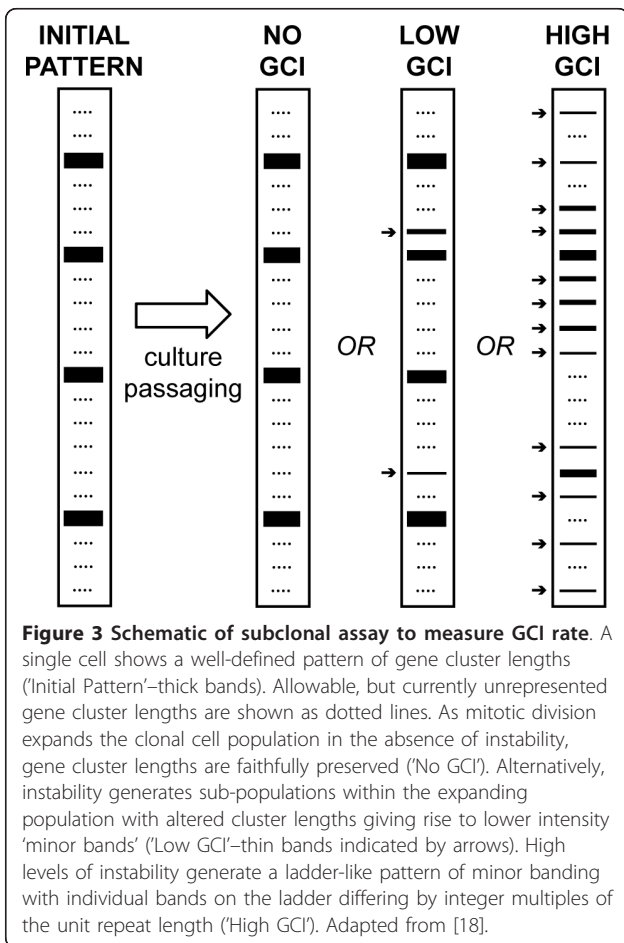 INITIAL PATTERN
NO GCI
LOW GCI
HIGH GCI
culture passaging
OR
OR
Figure 3 Schematic of subclonal assay to measure GCI rate. A
single cell shows a well-defined pattern of gene cluster lengths
('Initial Pattern'–thick bands). Allowable, but currently unrepresented
gene cluster lengths are shown as dotted lines. As mitotic division
expands the clonal cell population in the absence of instability,
gene cluster lengths are faithfully preserved ('No GCI'). Alternatively,
instability generates sub-populations within the expanding
population with altered cluster lengths giving rise to lower intensity
'minor bands' ('Low GCI'–thin bands indicated by arrows). High
levels of instability generate a ladder-like pattern of minor banding
with individual bands on the ladder differing by integer multiples of
the unit repeat length ('High GCI'). Adapted from [18].